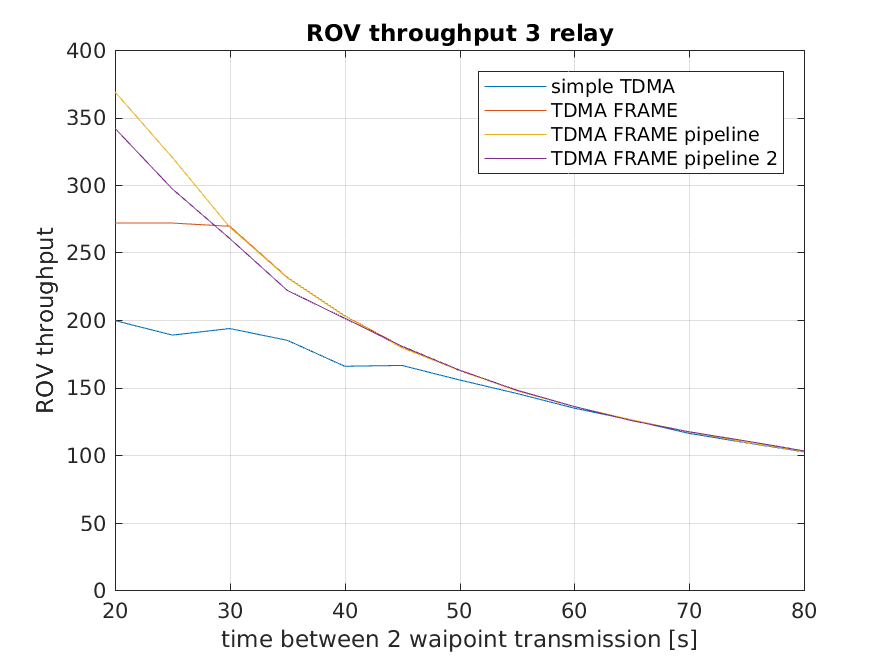 ROV throughput 3 relay
400
350
300
250
200
150
100
50
0
ROV throughput
simple TDMA
TDMA FRAME
TDMA FRAME pipeline
TDMA FRAME pipeline 2
20 30 40 50 60 70 80
time between 2 waipoint transmission [s]